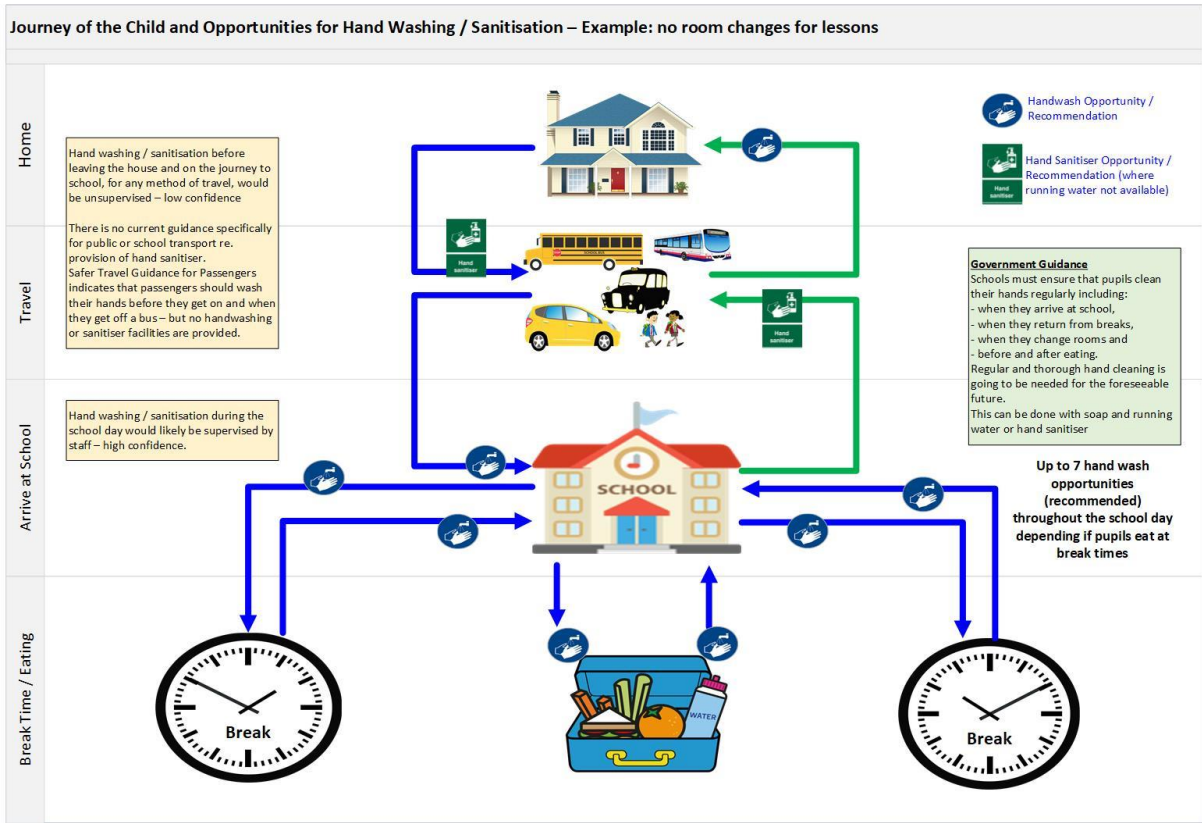 Journey of the Child and Opportunities for Hand Washing / Sanitisation – Example: no room changes for lessons
Home
Hand washing / sanitisation before
leaving the house and on the journey to
school, for any method of travel, would
be unsupervised – low confidence
There is no current guidance specifically
for public or school transport re.
provision of hand sanitiser.
Safer Travel Guidance for Passengers
indicates that passengers should wash
their hands before they get on and when
they get off a bus – but no handwashing
or sanitiser facilities are provided.
Handwash Opportunity /
Recommendation
Hand
sanitiser
Hand Sanitiser Opportunity /
Recommendation (where
running water not available)
Travel
Hand
sanitiser
SCHOOL BUS
Hand
sanitiser
Government Guidance
Schools must ensure that pupils clean
their hands regularly including:
- when they arrive at school,
- when they return from breaks,
- when they change rooms and
- before and after eating.
Regular and thorough hand cleaning is
going to be needed for the foreseeable
future.
This can be done with soap and running
water or hand sanitiser
Arrive at School
Hand washing / sanitisation during the
school day would likely be supervised by
staff – high confidence.
SCHOOL
Up to 7 hand wash
opportunities
(recommended)
throughout the school day
depending if pupils eat at
break times
Break Time / Eating
Break
WATER
Break